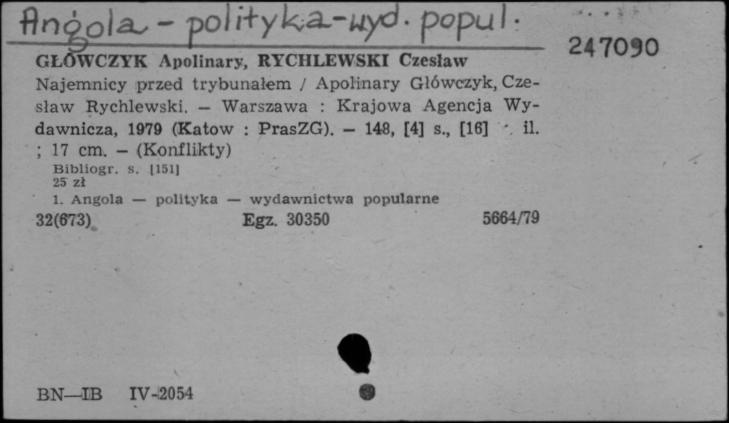 Angola - polityka - wyd. popul.
247090
GŁÓWCZYK Apolinary, RYCHLEWSKI Czesław
Najemnicy przed trybunałem / Apolinary Główczyk, Cze-
sław Rychlewski. — Warszawa : Krajowa Agencja Wy-
dawnicza, 1979 (Katow : PrasZG). — 148, [4] s., [16] il.
; 17 cm. — (Konflikty)
Bibliogr. s. [151]
25 zł
1. Angola — polityka — wydawnictwa popularne
32(673) Egz. 30350 5664/79
BN—IB IV-2054